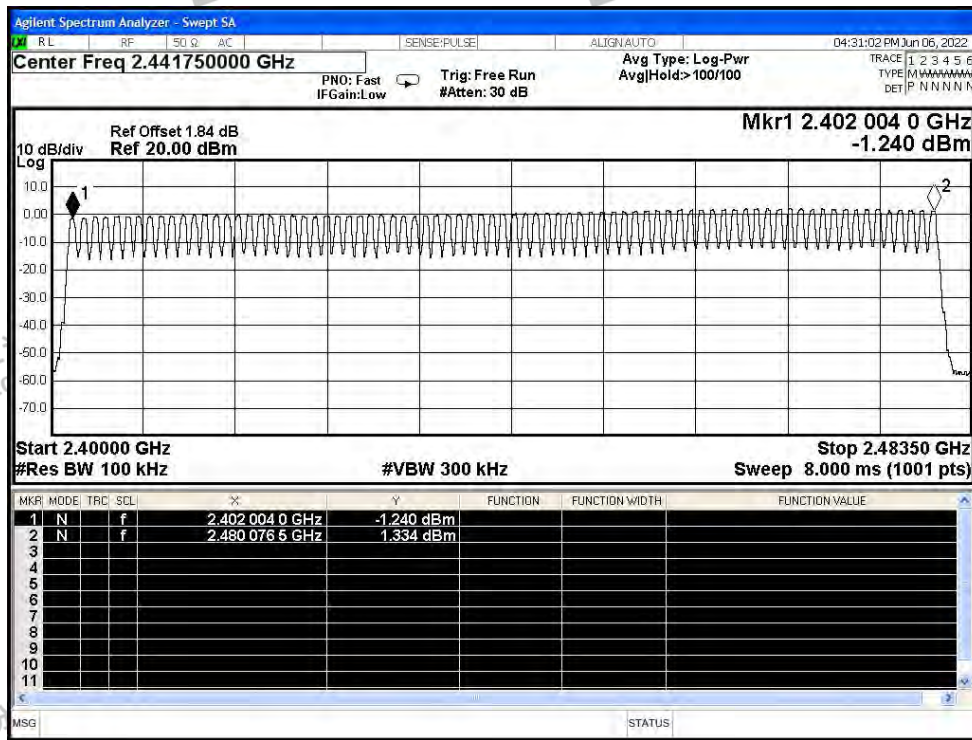 Agilent Spectrum Analyzer - Swept SA
LXI RL RF 50 Ω AC SENSE:PULSE ALIGNAUTO 04:31:02 PM Jun 06, 2022
Center Freq 2.441750000 GHz
PNO: Fast
IFGain:Low
Trig: Free Run
#Atten: 30 dB
Avg Type: Log-Pwr
Avg|Hold:>100/100
TRACE 1 2 3 4 5 6
TYPE M WWWWW
DET P N N N N N
Mkr1 2.402 004 0 GHz
-1.240 dBm
Ref Offset 1.84 dB
10 dB/div Ref 20.00 dBm
Log
10.0
0.00
-10.0
-20.0
-30.0
-40.0
-50.0
-60.0
-70.0
1
2
Start 2.40000 GHz Stop 2.48350 GHz
#Res BW 100 kHz #VBW 300 kHz Sweep 8.000 ms (1001 pts)
MKR MODE TRC SCL X Y FUNCTION FUNCTION WIDTH FUNCTION VALUE
1 N f 2.402 004 0 GHz -1.240 dBm
2 N f 2.480 076 5 GHz 1.334 dBm
3
4
5
6
7
8
9
10
11
MSG STATUS